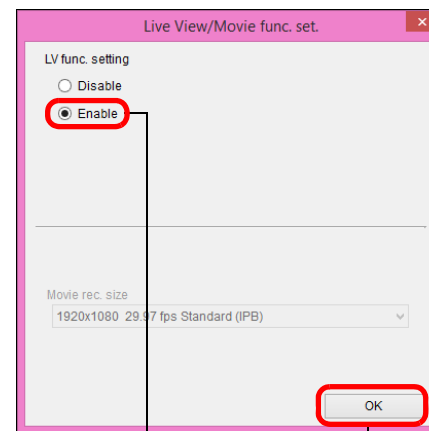 Live View/Movie func. set.
LV func. setting
Disable
Enable
Movie rec. size
1920x1080 29.97 fps Standard (IPB)
OK